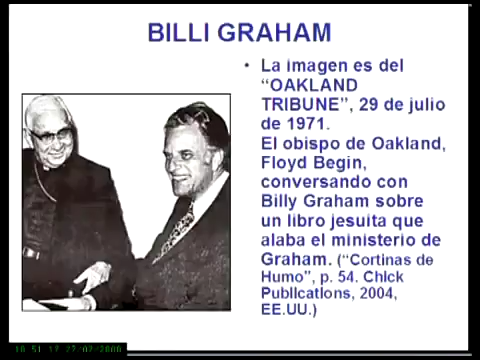 BILLI GRAHAM
• La imagen es del
“OAKLAND
TRIBUNE”, 29 de julio
de 1971.
El obispo de Oakland,
Floyd Begin,
conversando con
Billy Graham sobre
un libro jesuita que
alaba el ministerio de
Graham. (“Cortinas de
Humo”, p. 54. Chick
Publications, 2004,
EE.UU.)